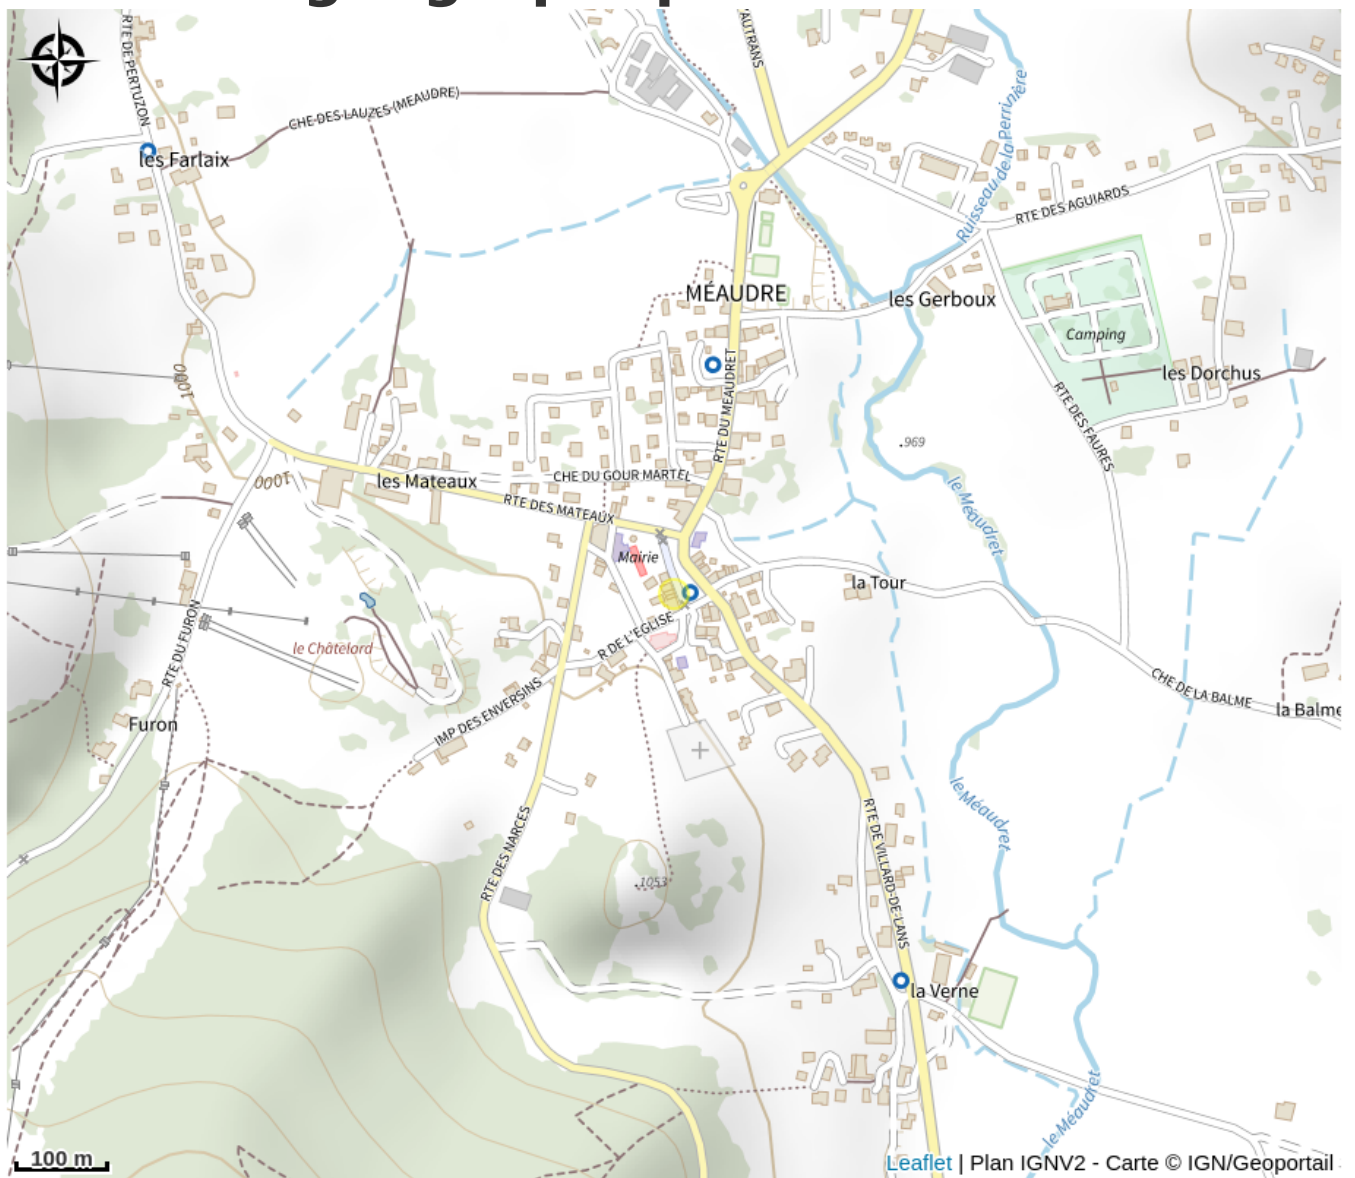 RTE DE PERTUZON
AUTRANS
CHE DES LAUZES (MEAUDRE)
les Farlaix
Ruisseau de la Perrinière
RTE DES AGUIARDS
MÉAUDRE
les Gerboux
Camping
les Dorchus
1000
RTE DU MEAUDRET
RTE DES FAURES
969
1000
les Mateaux
CHE DU GOUR MARTEL
RTE DES MATEAUX
le Méaudret
Mairie
la Tour
R DE L'EGLISE
RTE DU FURON
le Châtelard
IMP DES ENVERSINS
CHE DE LA BALME
la Balme
Furon
le Méaudret
RTE DES NARCES
RTE DE VILLARD-DE-LANS
1053
la Verne
le Méaudret
100 m
Leaflet | Plan IGNV2 - Carte © IGN/Geoportail